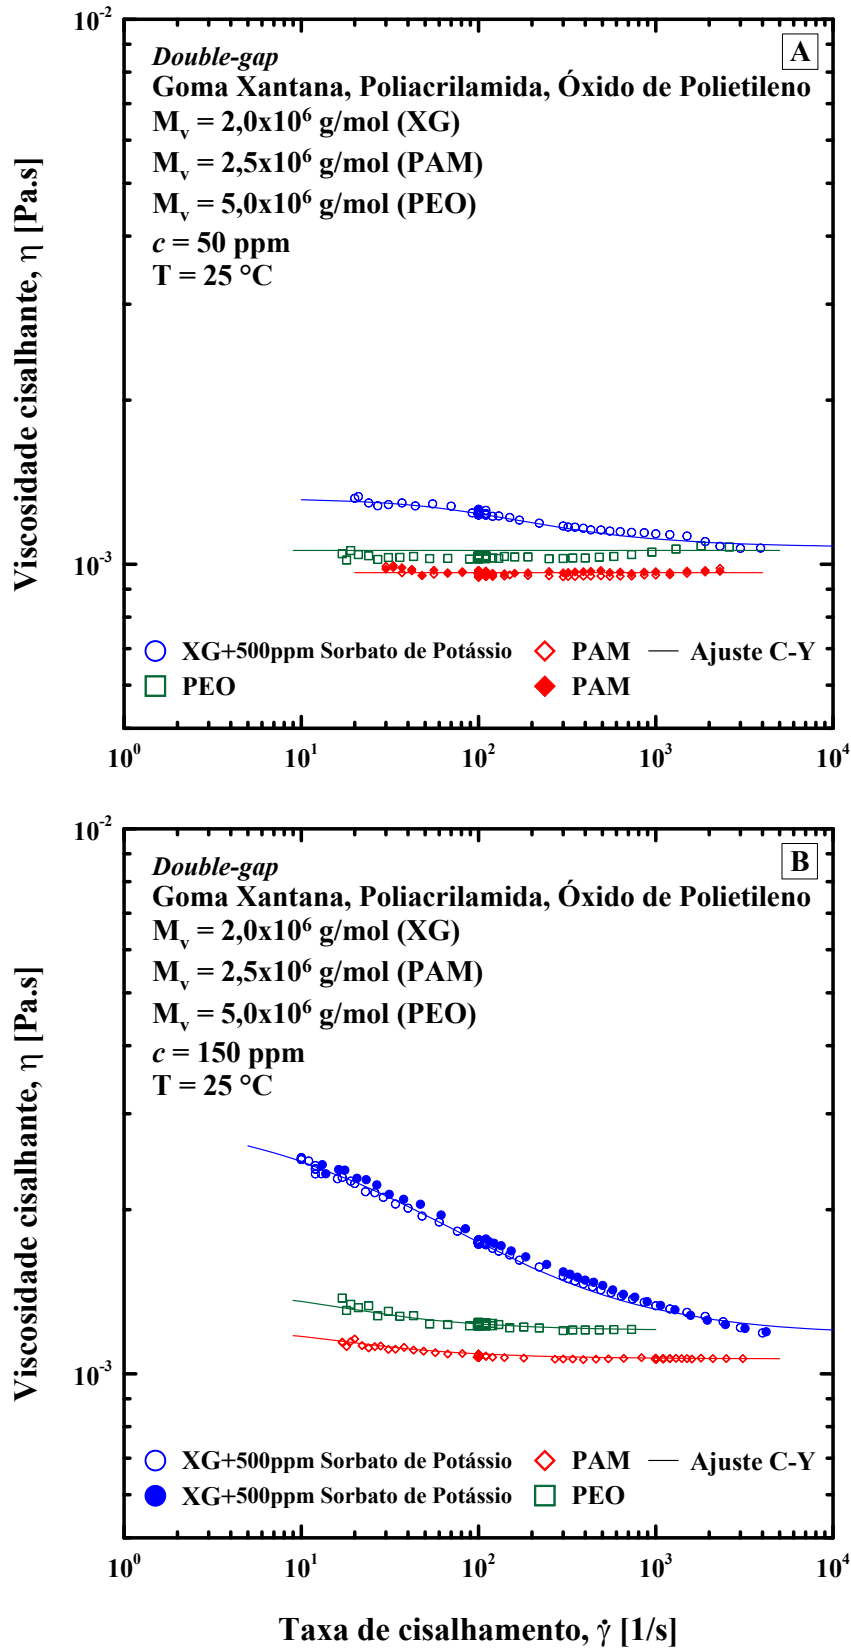 A
Double-gap
Goma Xantana, Poliacrilamida, Óxido de Polietileno
Mᵥ = 2,0x10⁶ g/mol (XG)
Mᵥ = 2,5x10⁶ g/mol (PAM)
Mᵥ = 5,0x10⁶ g/mol (PEO)
c = 50 ppm
T = 25 °C
Viscosidade cisalhante, η [Pa.s]
10⁻²
10⁻³
XG+500ppm Sorbato de Potássio PAM Ajuste C-Y
PEO PAM
10⁰ 10¹ 10² 10³ 10⁴
B
Double-gap
Goma Xantana, Poliacrilamida, Óxido de Polietileno
Mᵥ = 2,0x10⁶ g/mol (XG)
Mᵥ = 2,5x10⁶ g/mol (PAM)
Mᵥ = 5,0x10⁶ g/mol (PEO)
c = 150 ppm
T = 25 °C
Viscosidade cisalhante, η [Pa.s]
10⁻²
10⁻³
XG+500ppm Sorbato de Potássio PAM Ajuste C-Y
XG+500ppm Sorbato de Potássio PEO
10⁰ 10¹ 10² 10³ 10⁴
Taxa de cisalhamento, γ̇ [1/s]